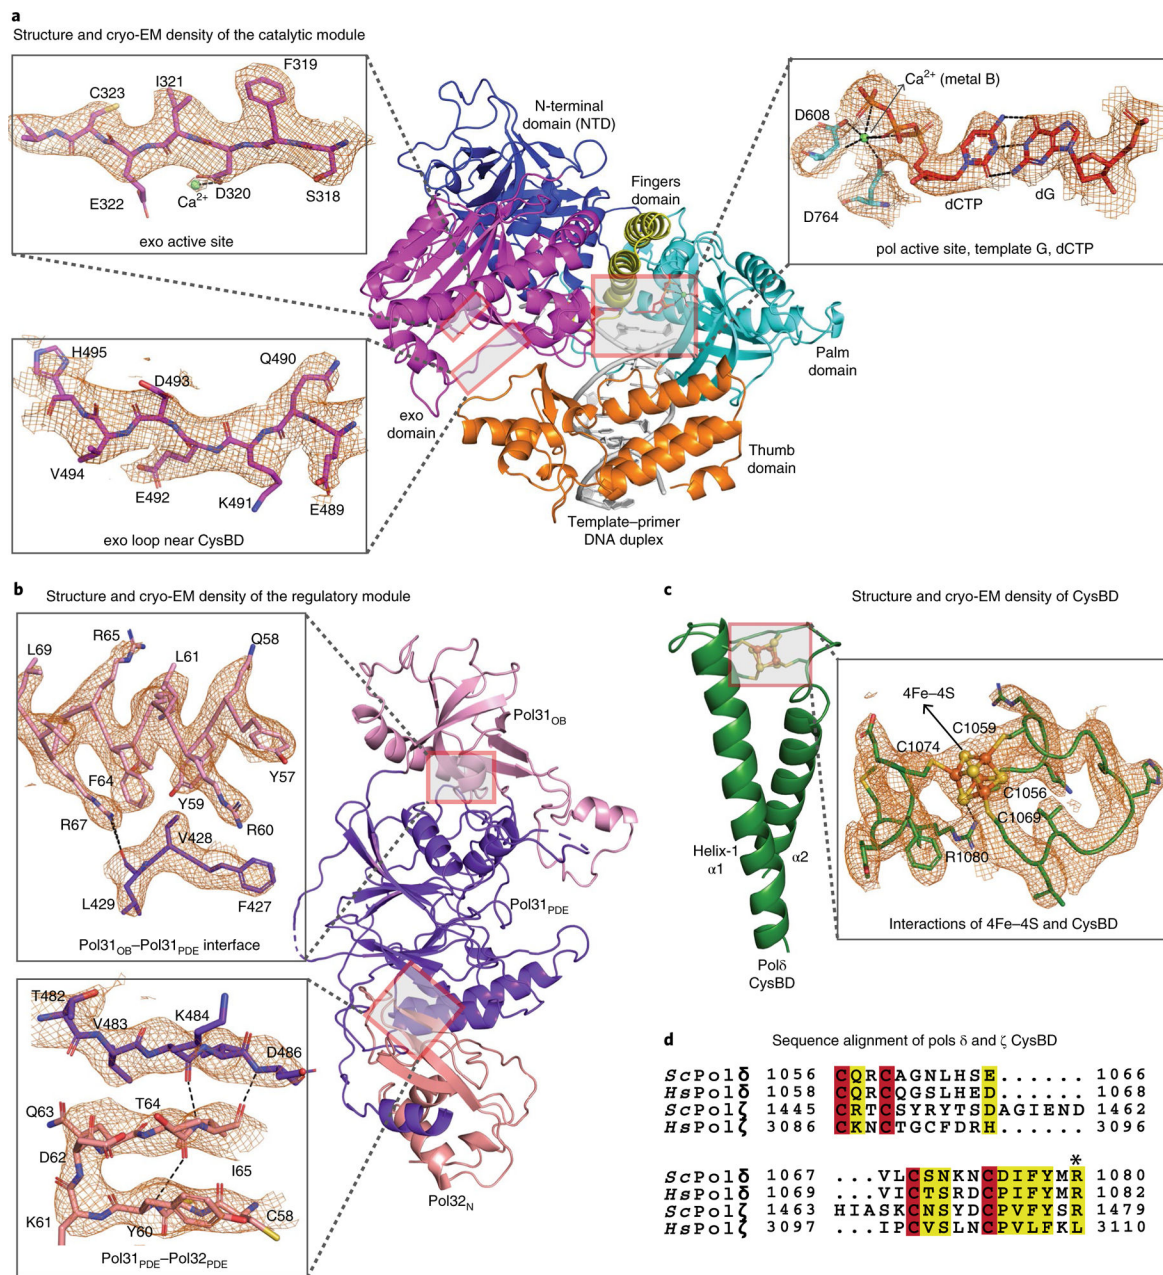 a
Structure and cryo-EM density of the catalytic module
C323
I321
F319
E322
Ca2+
D320
S318
exo active site
N-terminal
domain (NTD)
Fingers
domain
Ca2+ (metal B)
D608
D764
dCTP
dG
pol active site, template G, dCTP
H495
D493
Q490
V494
E492
K491
E489
exo loop near CysBD
exo
domain
Palm
domain
Thumb
domain
Template–primer
DNA duplex
b
Structure and cryo-EM density of the regulatory module
L69
R65
L61
Q58
F64
Y59
Y57
R67
V428
R60
L429
F427
Pol31OB–Pol31PDE interface
T482
V483
K484
D486
Q63
T64
D62
I65
K61
Y60
C58
Pol31PDE–Pol32PDE
Pol31OB
Pol31PDE
Pol32N
c
Structure and cryo-EM density of CysBD
Helix-1
α1
α2
Polδ
CysBD
4Fe–4S
C1059
C1074
C1056
C1069
R1080
Interactions of 4Fe–4S and CysBD
d
Sequence alignment of pols δ and ζ CysBD
ScPolδ 1056 CQRCAGNLHSE...... 1066
HsPolδ 1058 CQRCQGSLHED...... 1068
ScPolζ 1445 CRTCSYRYTSDAGIEND 1462
HsPolζ 3086 CKNCTGCFDRH...... 3096
*
ScPolδ 1067 ...VLCSNKNCDIFYMR 1080
HsPolδ 1069 ...VICTSRDCPIFYMR 1082
ScPolζ 1463 HIASKCNSYDCPVFYSR 1479
HsPolζ 3097 ...IPCVSLNCPVLFKL 3110